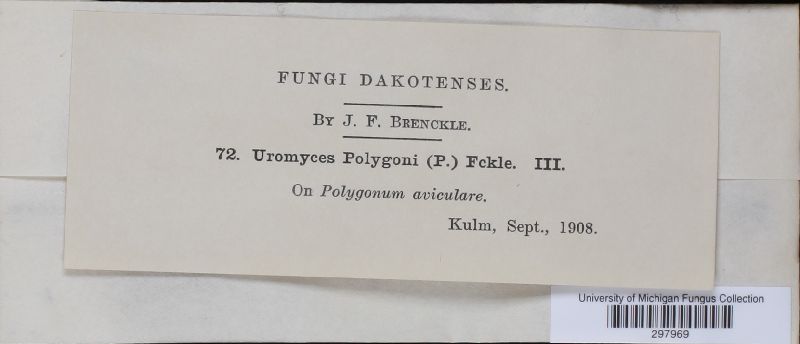 FUNGI DAKOTENSES.
By J. F. Brenckle.
72. Uromyces Polygoni (P.) Fckle. III.
On Polygonum aviculare.
Kulm, Sept., 1908.
University of Michigan Fungus Collection
297969